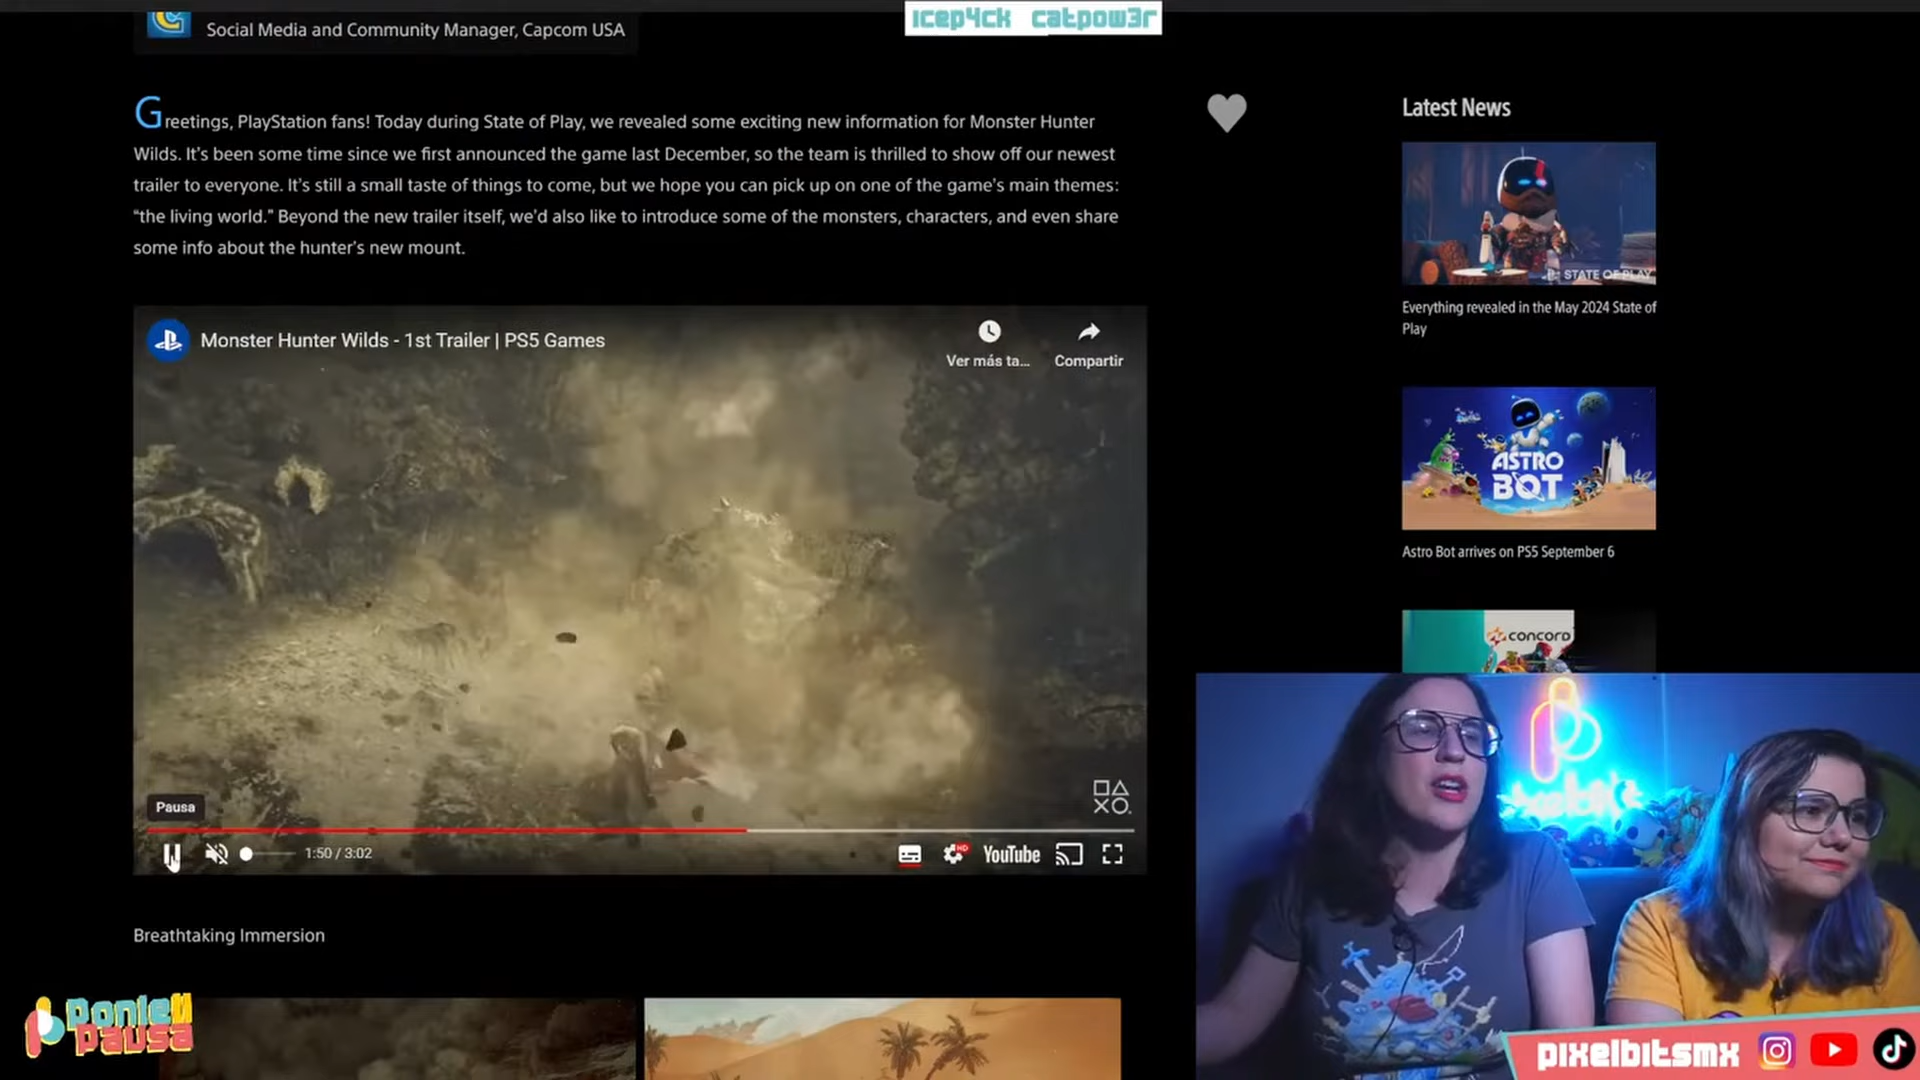 icep4ck catpow3r
Social Media and Community Manager, Capcom USA
Greetings, PlayStation fans! Today during State of Play, we revealed some exciting new information for Monster Hunter
Wilds. It’s been some time since we first announced the game last December, so the team is thrilled to show off our newest
trailer to everyone. It’s still a small taste of things to come, but we hope you can pick up on one of the game’s main themes:
“the living world.” Beyond the new trailer itself, we’d also like to introduce some of the monsters, characters, and even share
some info about the hunter’s new mount.
Monster Hunter Wilds - 1st Trailer | PS5 Games
Ver más ta...
Compartir
Pausa
1:50 / 3:02
HD
YouTube
Breathtaking Immersion
Latest News
STATE OF PLAY
Everything revealed in the May 2024 State of
Play
ASTRO
BOT
Astro Bot arrives on PS5 September 6
CONCORD
Ponle
Pausa
pixelbitsmx